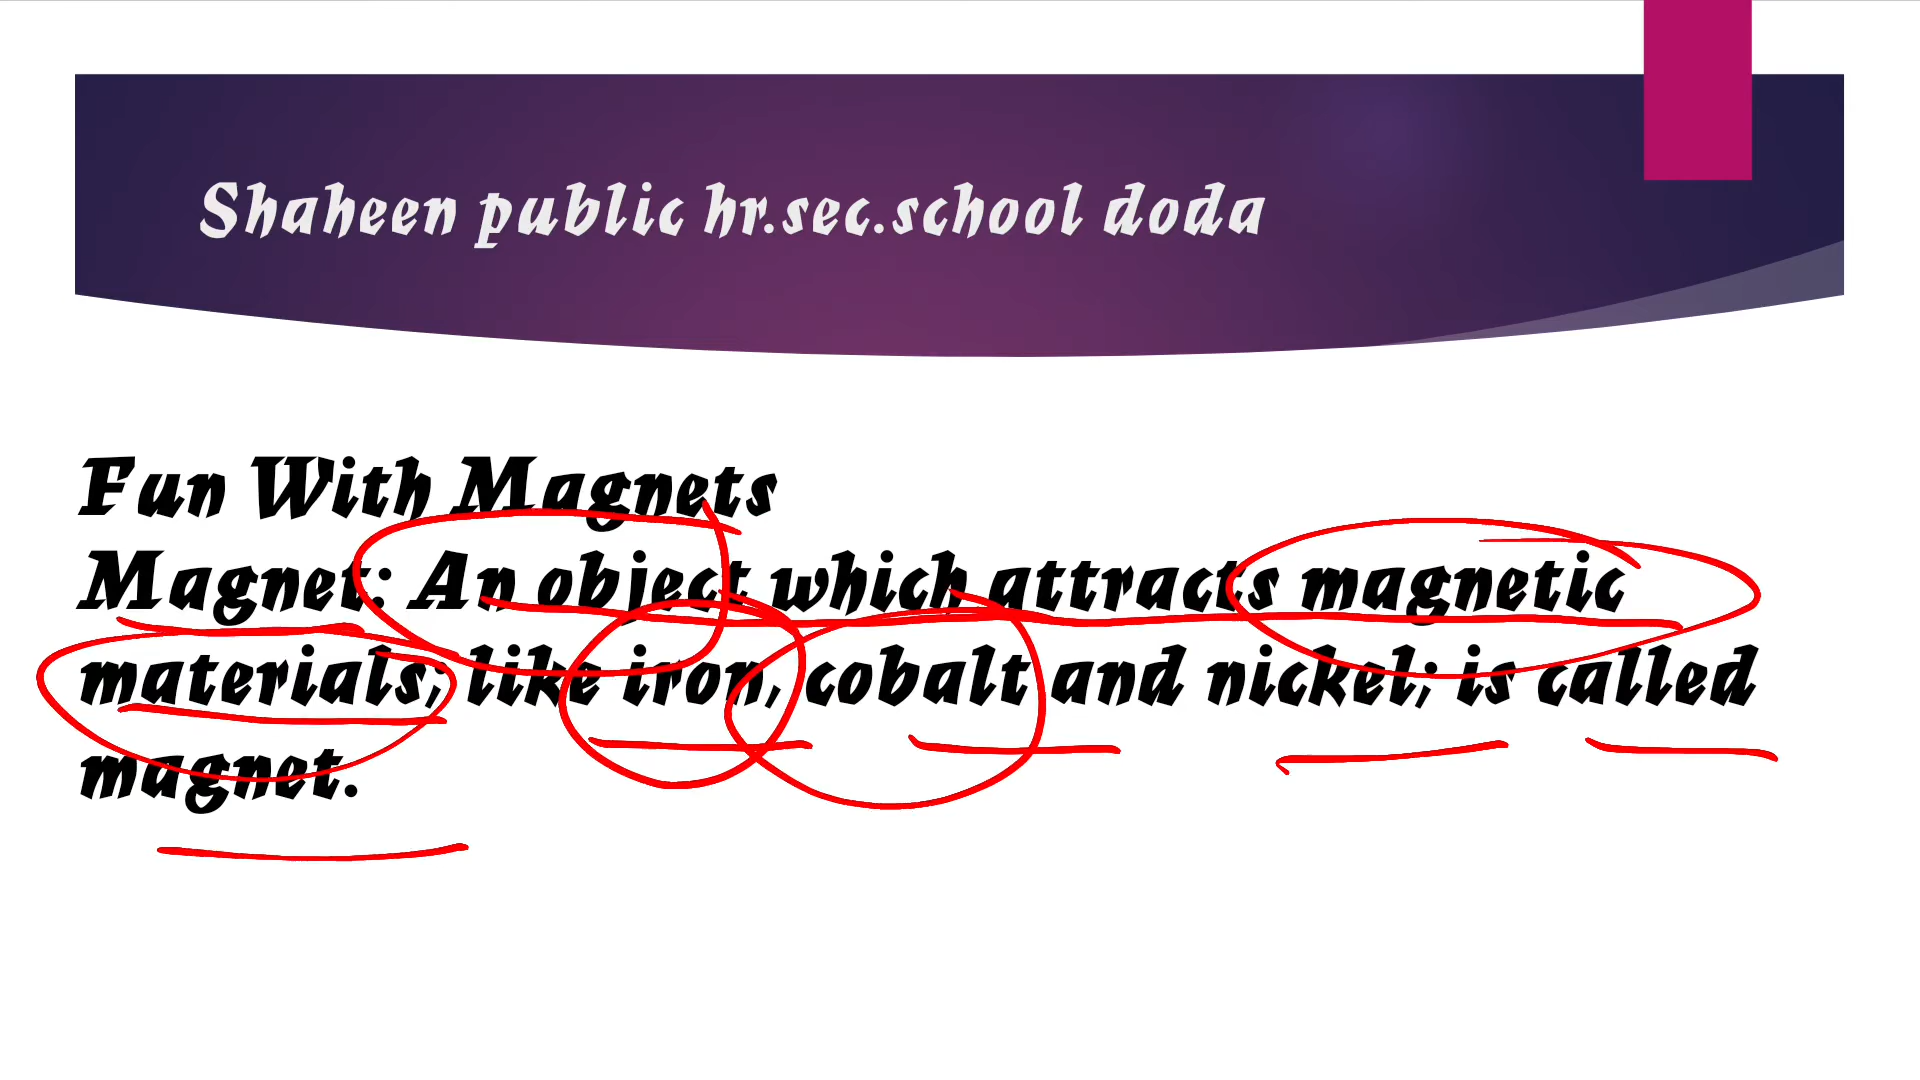 Shaheen public hr.sec.school doda
Fun With Magnets
Magnet: An object which attracts magnetic
materials; like iron, cobalt and nickel; is called
magnet.